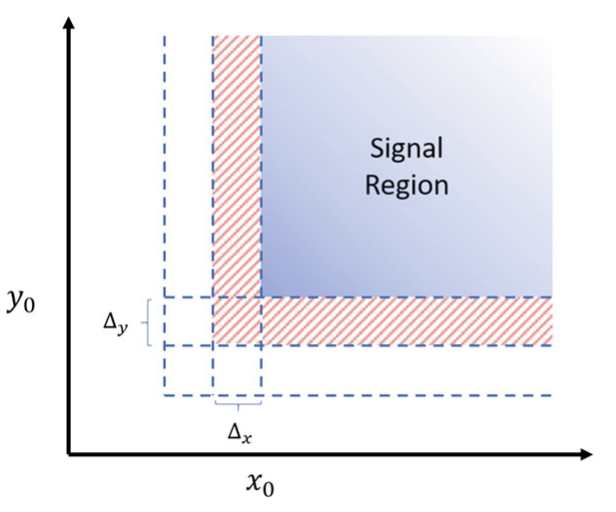 Signal
Region
y₀
Δy
Δx
x₀